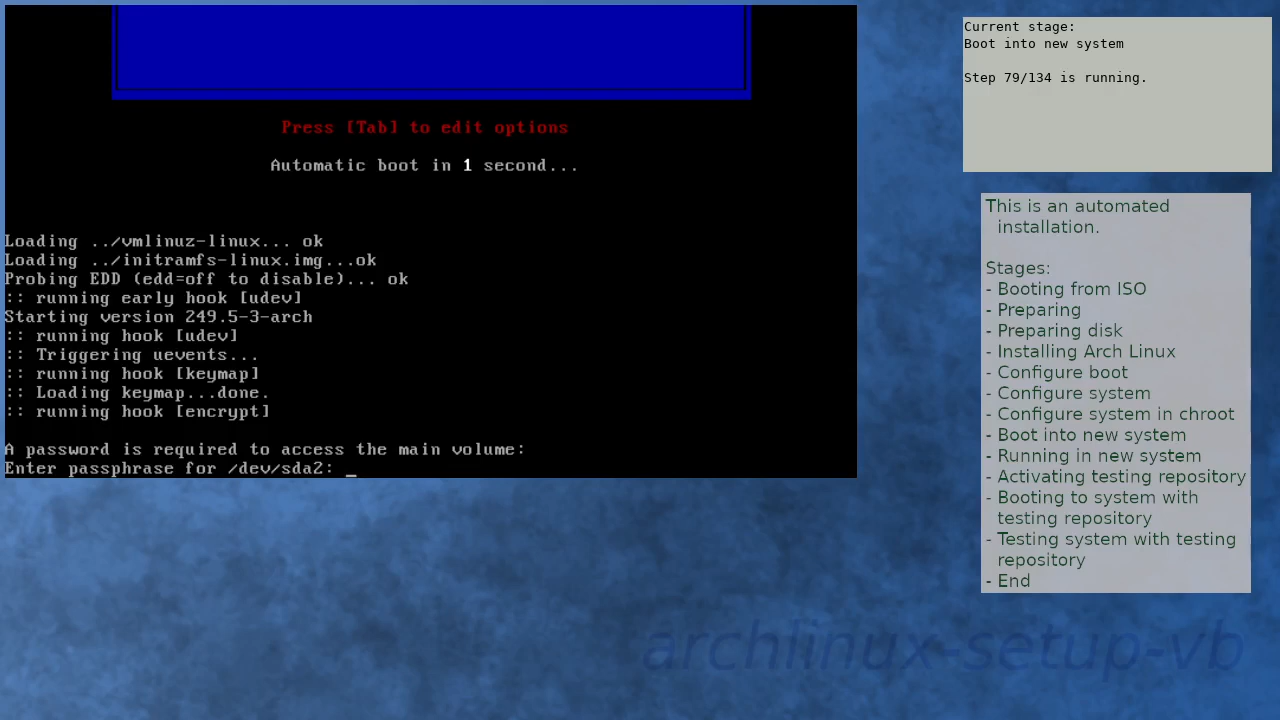 Press [Tab] to edit options
Automatic boot in 1 second...
Loading ../vmlinuz-linux... ok
Loading ../initramfs-linux.img...ok
Probing EDD (edd=off to disable)... ok
:: running early hook [udev]
Starting version 249.5-3-arch
:: running hook [udev]
:: Triggering uevents...
:: running hook [keymap]
:: Loading keymap...done.
:: running hook [encrypt]
A password is required to access the main volume:
Enter passphrase for /dev/sda2: _
Current stage:
Boot into new system
Step 79/134 is running.
This is an automated
installation.
Stages:
- Booting from ISO
- Preparing
- Preparing disk
- Installing Arch Linux
- Configure boot
- Configure system
- Configure system in chroot
- Boot into new system
- Running in new system
- Activating testing repository
- Booting to system with
testing repository
- Testing system with testing
repository
- End
archlinux-setup-vb